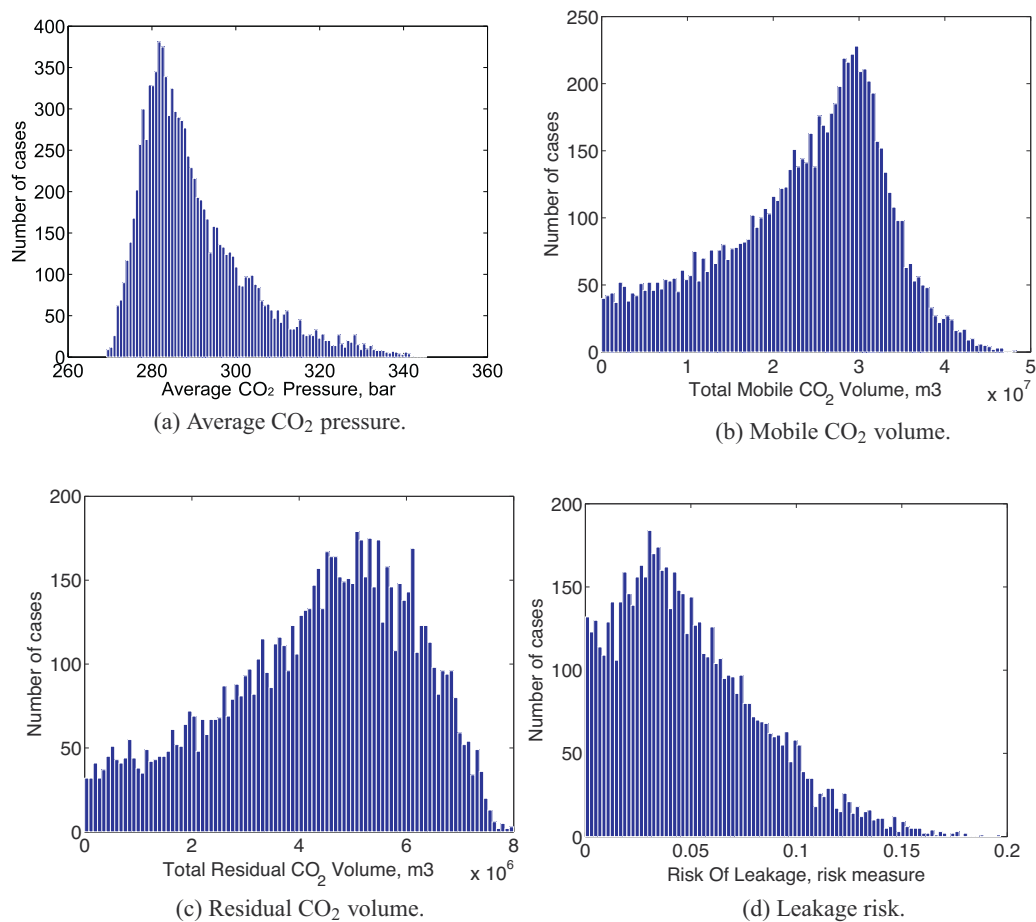 400
350
300
250
200
150
100
50
0
Number of cases
260 280 300 320 340 360
Average CO2 Pressure, bar
(a) Average CO2 pressure.
250
200
150
100
50
0
Number of cases
0 1 2 3 4 5
Total Mobile CO2 Volume, m3 x 10^7
(b) Mobile CO2 volume.
200
150
100
50
0
Number of cases
0 2 4 6 8
Total Residual CO2 Volume, m3 x 10^6
(c) Residual CO2 volume.
200
150
100
50
0
Number of cases
0 0.05 0.1 0.15 0.2
Risk Of Leakage, risk measure
(d) Leakage risk.